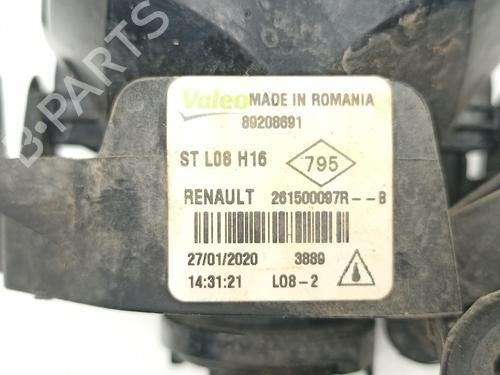 Valeo MADE IN ROMANIA
89208691
ST L08 H16 795
RENAULT 261500097R--B
27/01/2020 3889
14:31:21 L08-2
B-PARTS